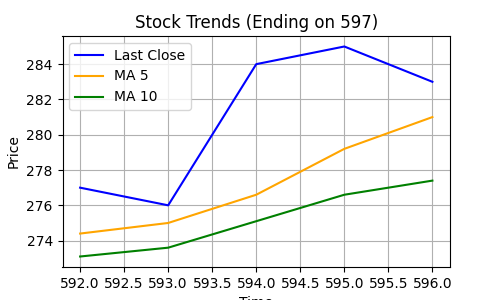 Stock Trends (Ending on 597)
Last Close
MA 5
MA 10
Price
284
282
280
278
276
274
592.0 592.5 593.0 593.5 594.0 594.5 595.0 595.5 596.0
Time